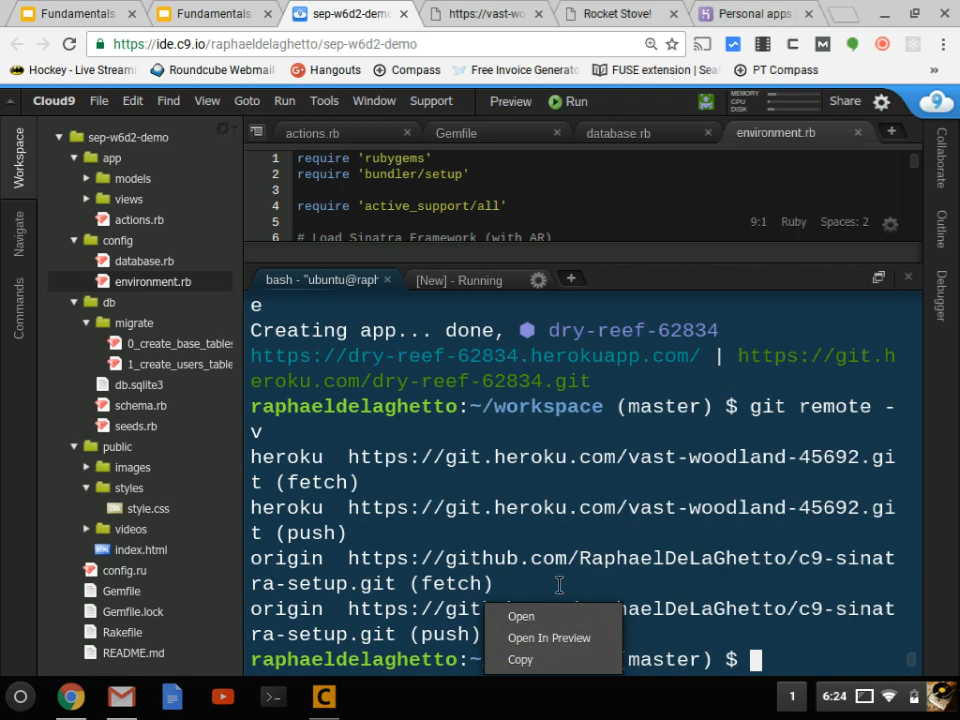 Fundamentals
Fundamentals
sep-w6d2-demo
https://vast-wo
Rocket Stove!
Personal apps
https://ide.c9.io/raphaeldelaghetto/sep-w6d2-demo
Hockey - Live Streami
Roundcube Webmail
Hangouts
Compass
Free Invoice Generato
FUSE extension | Sea
PT Compass
»
Cloud9 File Edit Find View Goto Run Tools Window Support Preview Run
MEMORY
CPU
DISK
Share
Workspace
Navigate
Commands
sep-w6d2-demo
app
models
views
actions.rb
config
database.rb
environment.rb
db
migrate
0_create_base_tables
1_create_users_table
db.sqlite3
schema.rb
seeds.rb
public
images
styles
style.css
videos
index.html
config.ru
Gemfile
Gemfile.lock
Rakefile
README.md
actions.rb
Gemfile
database.rb
environment.rb
1 require 'rubygems'
2 require 'bundler/setup'
3
4 require 'active_support/all'
5
6 # Load Sinatra Framework (with AR)
9:1 Ruby Spaces: 2
Collaborate
Outline
Debugger
bash - "ubuntu@raph
[New] - Running
e
Creating app... done, ⬢ dry-reef-62834
https://dry-reef-62834.herokuapp.com/ | https://git.h
eroku.com/dry-reef-62834.git
raphaeldelaghetto:~/workspace (master) $ git remote -
v
heroku  https://git.heroku.com/vast-woodland-45692.gi
t (fetch)
heroku  https://git.heroku.com/vast-woodland-45692.gi
t (push)
origin  https://github.com/RaphaelDeLaGhetto/c9-sinat
ra-setup.git (fetch)
origin  https://git aelDeLaGhetto/c9-sinat
ra-setup.git (push)
raphaeldelaghetto:~ (master) $
Open
Open In Preview
Copy
1
6:24